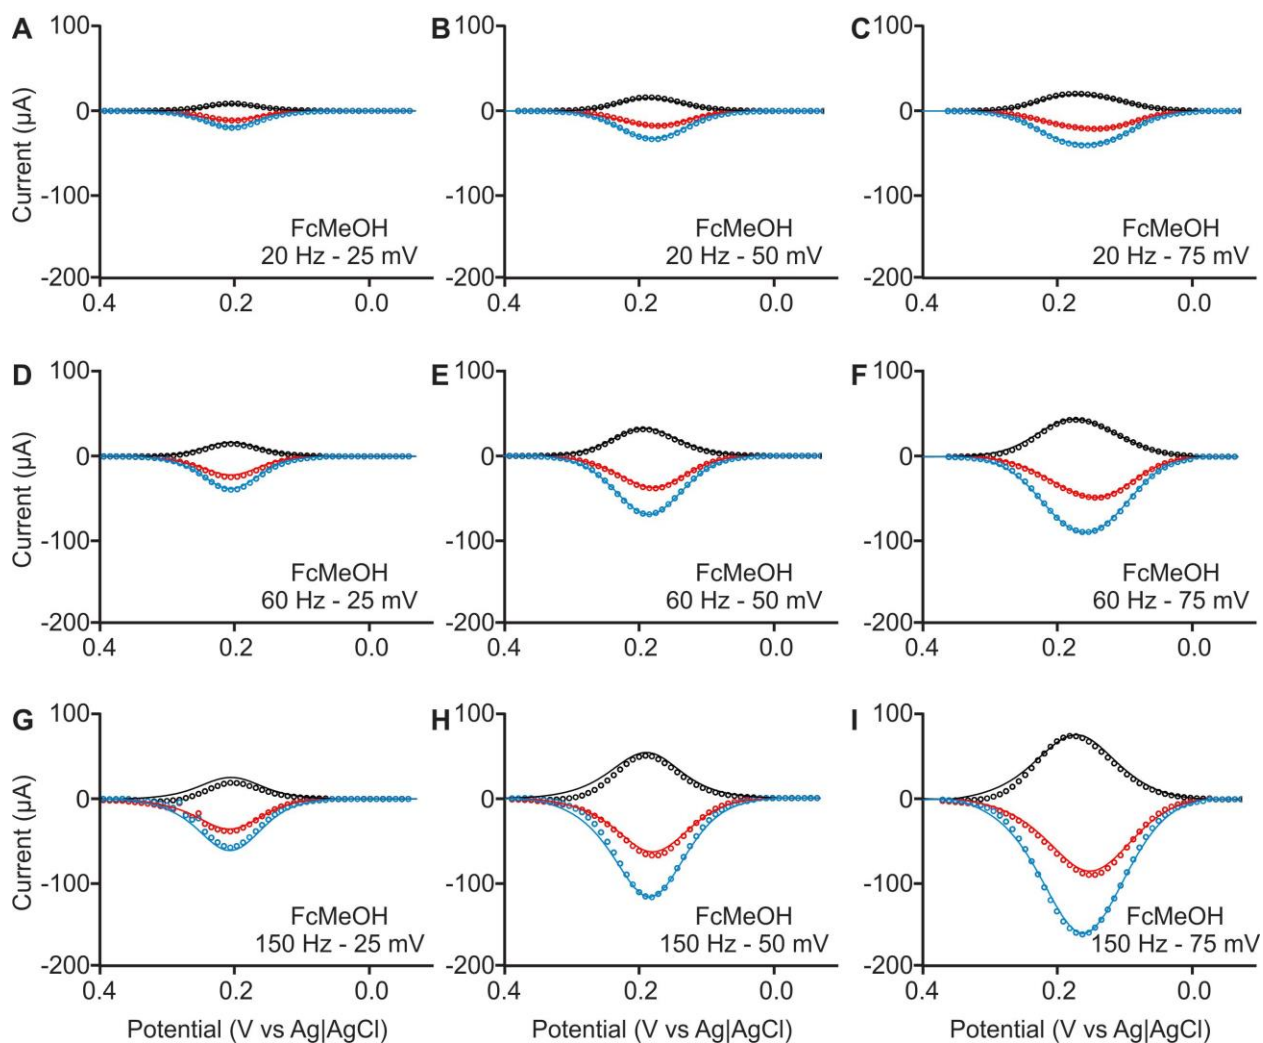 A
100
0
-100
-200
Current (µA)
FcMeOH
20 Hz - 25 mV
0.4
0.2
0.0
B
100
0
-100
-200
FcMeOH
20 Hz - 50 mV
0.4
0.2
0.0
C
100
0
-100
-200
FcMeOH
20 Hz - 75 mV
0.4
0.2
0.0
D
100
0
-100
-200
Current (µA)
FcMeOH
60 Hz - 25 mV
0.4
0.2
0.0
E
100
0
-100
-200
FcMeOH
60 Hz - 50 mV
0.4
0.2
0.0
F
100
0
-100
-200
FcMeOH
60 Hz - 75 mV
0.4
0.2
0.0
G
100
0
-100
-200
Current (µA)
FcMeOH
150 Hz - 25 mV
0.4
0.2
0.0
Potential (V vs Ag|AgCl)
H
100
0
-100
-200
FcMeOH
150 Hz - 50 mV
0.4
0.2
0.0
Potential (V vs Ag|AgCl)
I
100
0
-100
-200
FcMeOH
150 Hz - 75 mV
0.4
0.2
0.0
Potential (V vs Ag|AgCl)